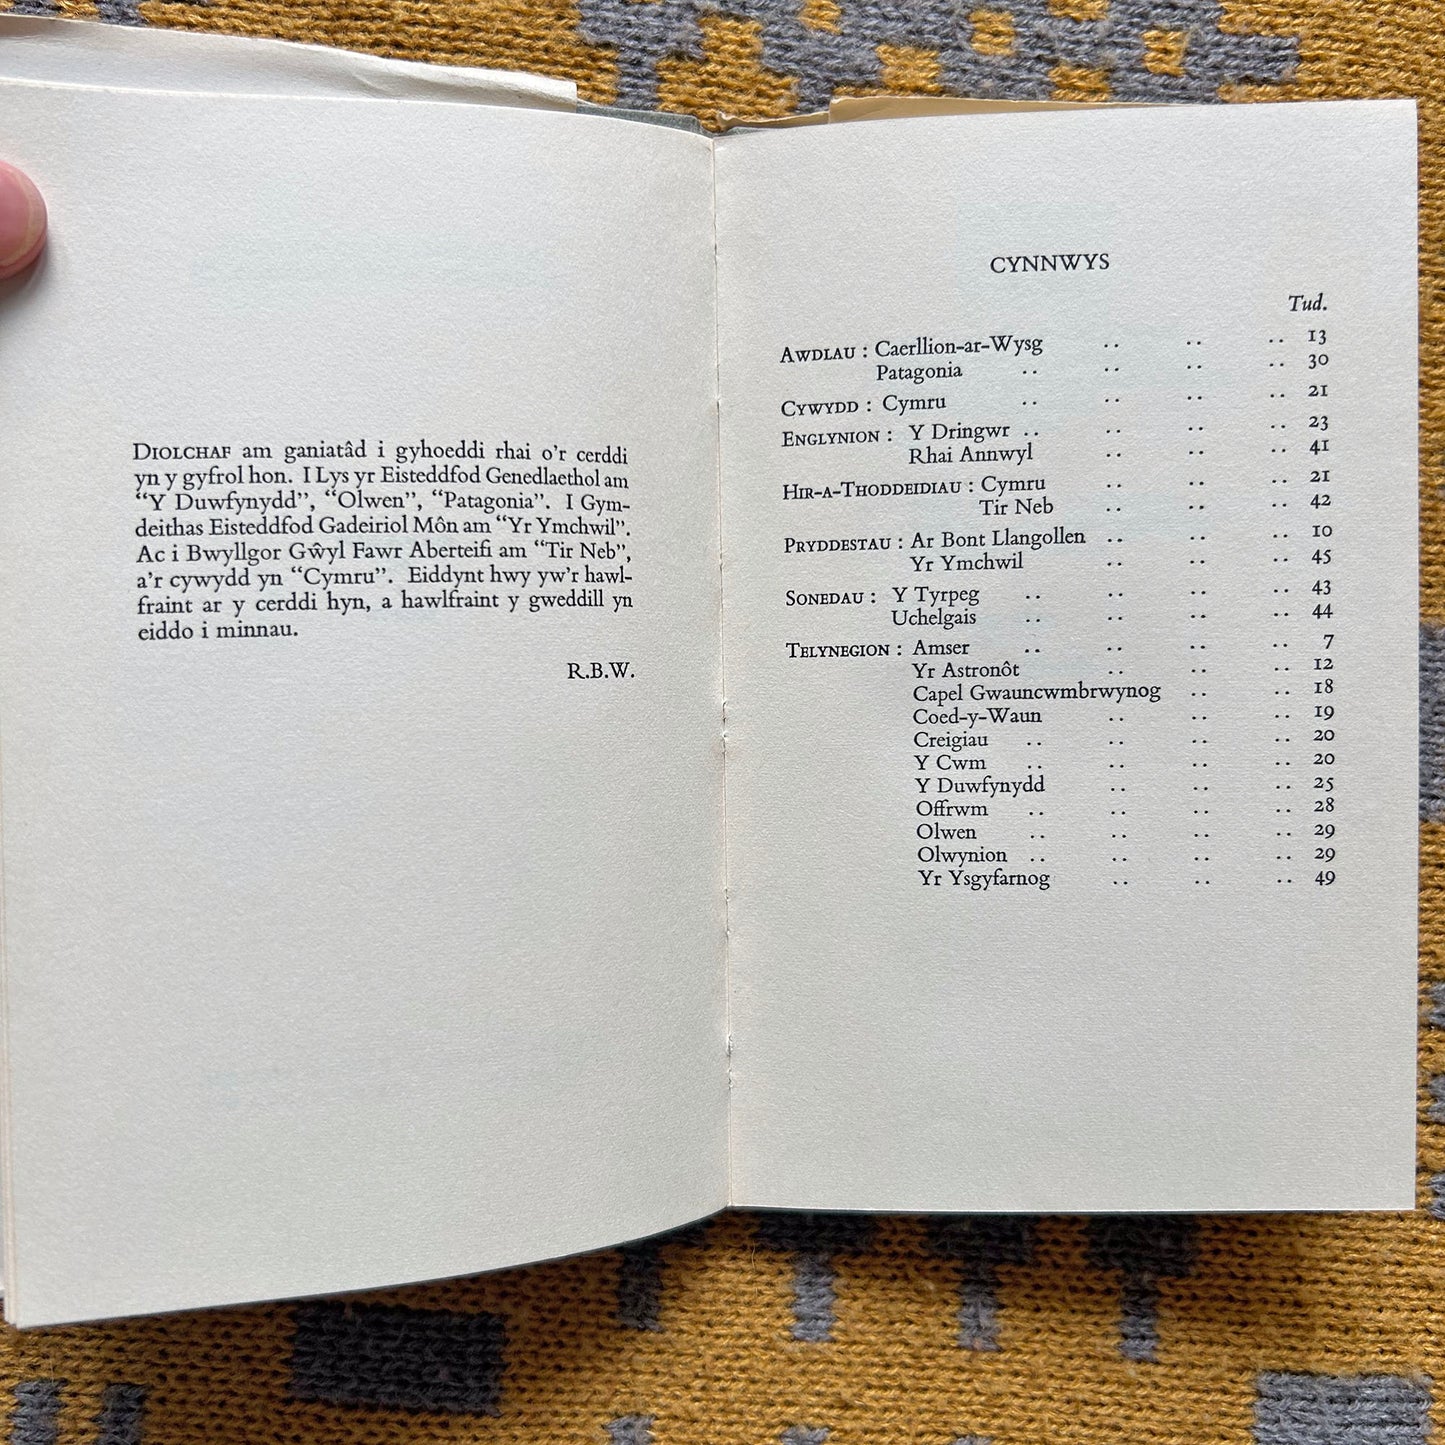 DIOLCHAF am ganiatâd i gyhoeddi rhai o'r cerddi
yn y gyfrol hon. I Lys yr Eisteddfod Genedlaethol am
“Y Duwfynydd”, “Olwen”, “Patagonia”. I Gym-
deithas Eisteddfod Gadeiriol Môn am “Yr Ymchwil”.
Ac i Bwyllgor Gŵyl Fawr Aberteifi am “Tir Neb”,
a'r cywydd yn “Cymru”. Eiddynt hwy yw'r hawl-
fraint ar y cerddi hyn, a hawlfraint y gweddill yn
eiddo i minnau.
R.B.W.
CYNNWYS
Tud.
AWDLAU : Caerllion-ar-Wysg .. .. .. 13
Patagonia .. .. .. .. 30
CYWYDD : Cymru .. .. .. .. 21
ENGLYNION : Y Dringwr .. .. .. .. 23
Rhai Annwyl .. .. .. 41
HIR-A-THODDEIDIAU : Cymru .. .. .. 21
Tir Neb .. .. .. 42
PRYDDESTAU : Ar Bont Llangollen .. .. .. 10
Yr Ymchwil .. .. .. 45
SONEDAU : Y Tyrpeg .. .. .. .. 43
Uchelgais .. .. .. .. 44
TELYNEGION : Amser .. .. .. .. 7
Yr Astronôt .. .. .. 12
Capel Gwauncwmbrwynog .. .. 18
Coed-y-Waun .. .. .. 19
Creigiau .. .. .. .. 20
Y Cwm .. .. .. .. 20
Y Duwfynydd .. .. .. 25
Offrwm .. .. .. .. 28
Olwen .. .. .. .. 29
Olwynion .. .. .. .. 29
Yr Ysgyfarnog .. .. .. 49